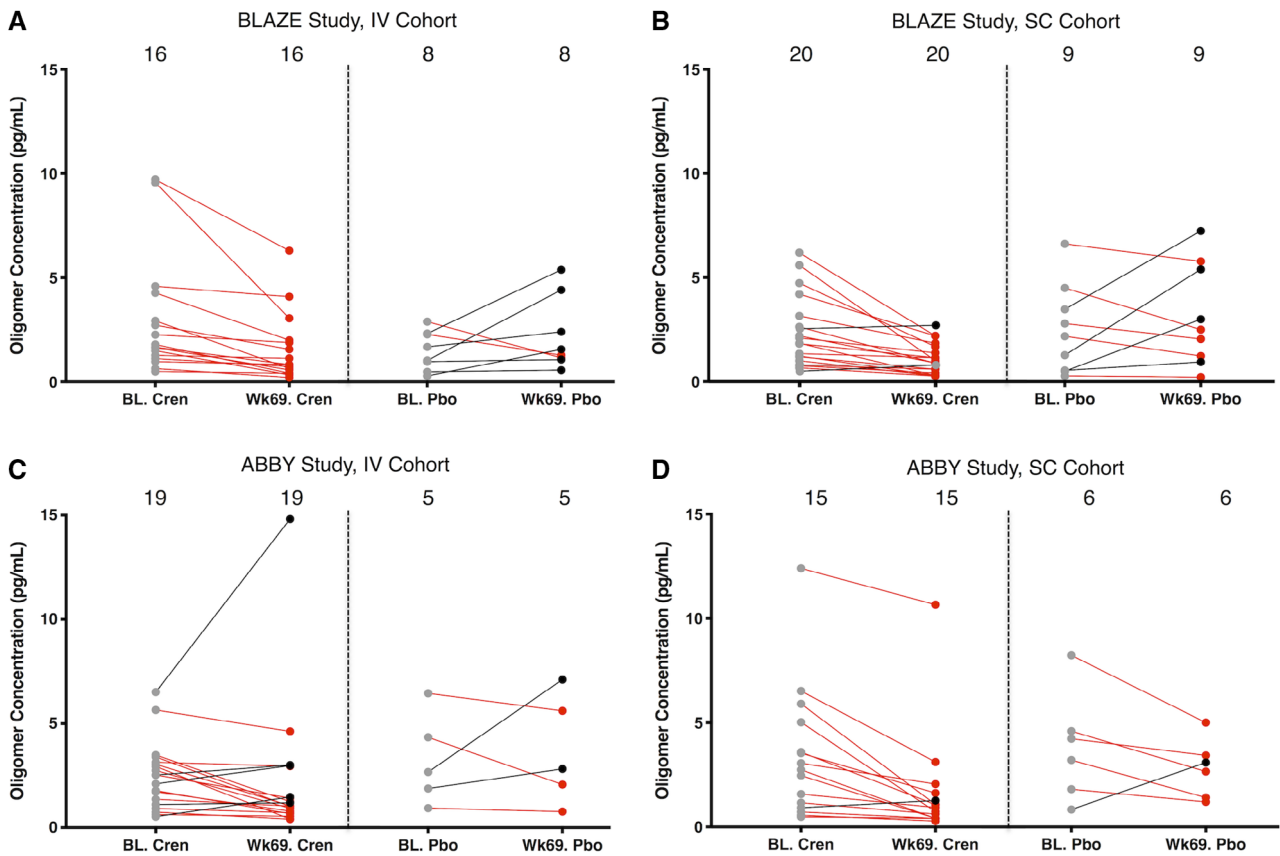 A
BLAZE Study, IV Cohort
16 16 8 8
Oligomer Concentration (pg/mL)
15
10
5
0
BL. Cren Wk69. Cren BL. Pbo Wk69. Pbo
B
BLAZE Study, SC Cohort
20 20 9 9
Oligomer Concentration (pg/mL)
15
10
5
0
BL. Cren Wk69. Cren BL. Pbo Wk69. Pbo
C
ABBY Study, IV Cohort
19 19 5 5
Oligomer Concentration (pg/mL)
15
10
5
0
BL. Cren Wk69. Cren BL. Pbo Wk69. Pbo
D
ABBY Study, SC Cohort
15 15 6 6
Oligomer Concentration (pg/mL)
15
10
5
0
BL. Cren Wk69. Cren BL. Pbo Wk69. Pbo